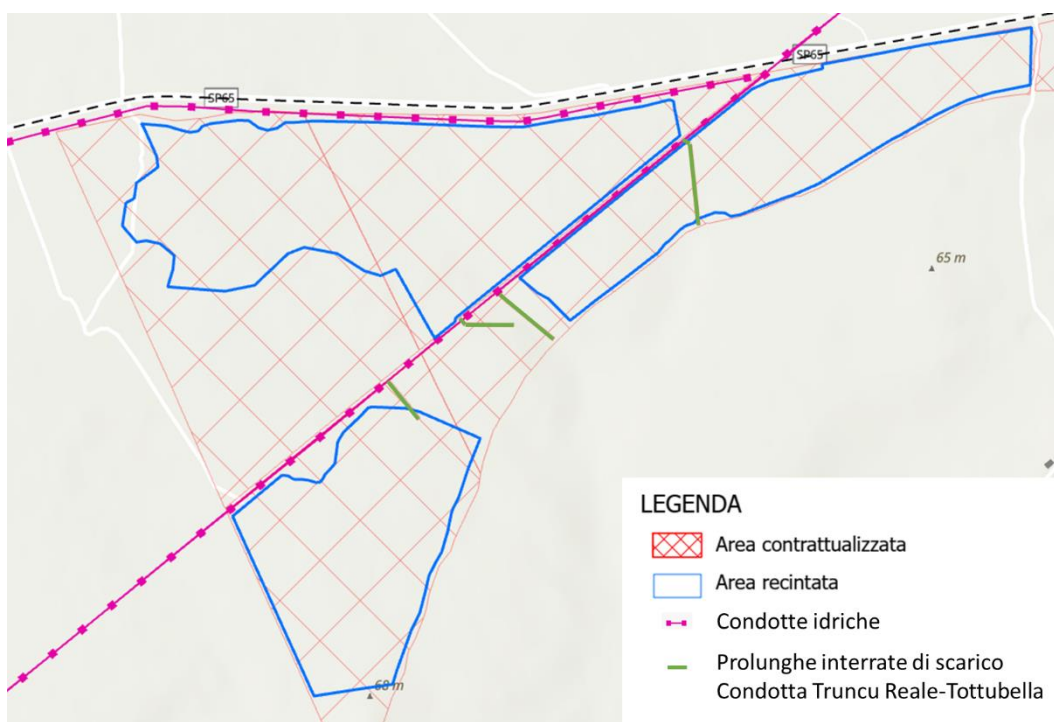 SP65
SP65
65 m
68 m
LEGENDA
Area contrattualizzata
Area recintata
Condotte idriche
Prolunghe interrate di scarico
Condotta Truncu Reale-Tottubella